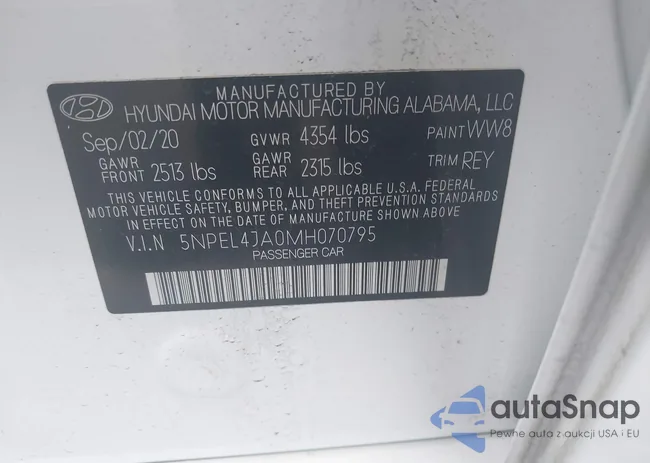 MANUFACTURED BY
HYUNDAI MOTOR MANUFACTURING ALABAMA, LLC
Sep/02/20 GVWR 4354 lbs PAINT WW8
GAWR FRONT 2513 lbs GAWR REAR 2315 lbs TRIM REY
THIS VEHICLE CONFORMS TO ALL APPLICABLE U.S.A. FEDERAL
MOTOR VEHICLE SAFETY, BUMPER, AND THEFT PREVENTION STANDARDS
IN EFFECT ON THE DATE OF MANUFACTURE SHOWN ABOVE.
V.I.N 5NPEL4JA0MH070795
PASSENGER CAR
autaSnap
Pewne auta z aukcji USA i EU